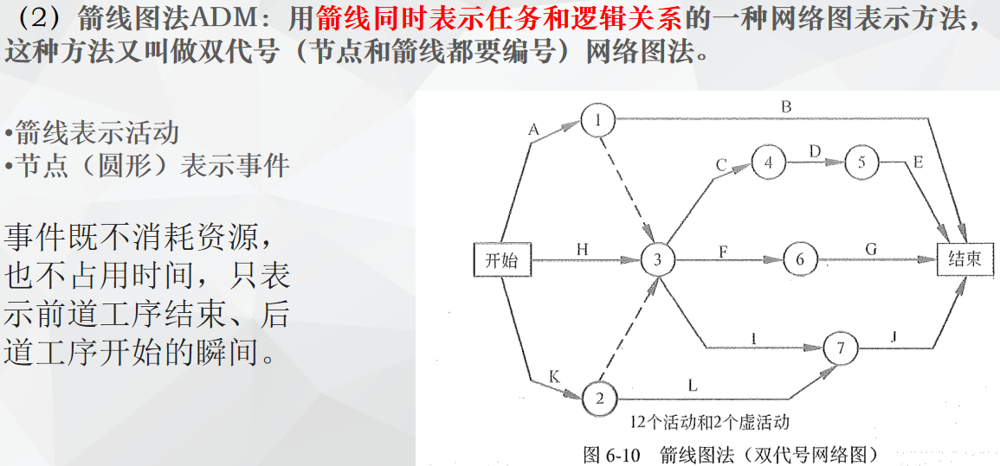 （2）箭线图法ADM：用箭线同时表示任务和逻辑关系的一种网络图表示方法，
这种方法又叫做双代号（节点和箭线都要编号）网络图法。
•箭线表示活动
•节点（圆形）表示事件
事件既不消耗资源，
也不占用时间，只表
示前道工序结束、后
道工序开始的瞬间。
B
1
A
C
4
D
5
E
开始
H
3
F
6
G
结束
I
7
J
K
2
L
12个活动和2个虚活动
图 6-10 箭线图法（双代号网络图）